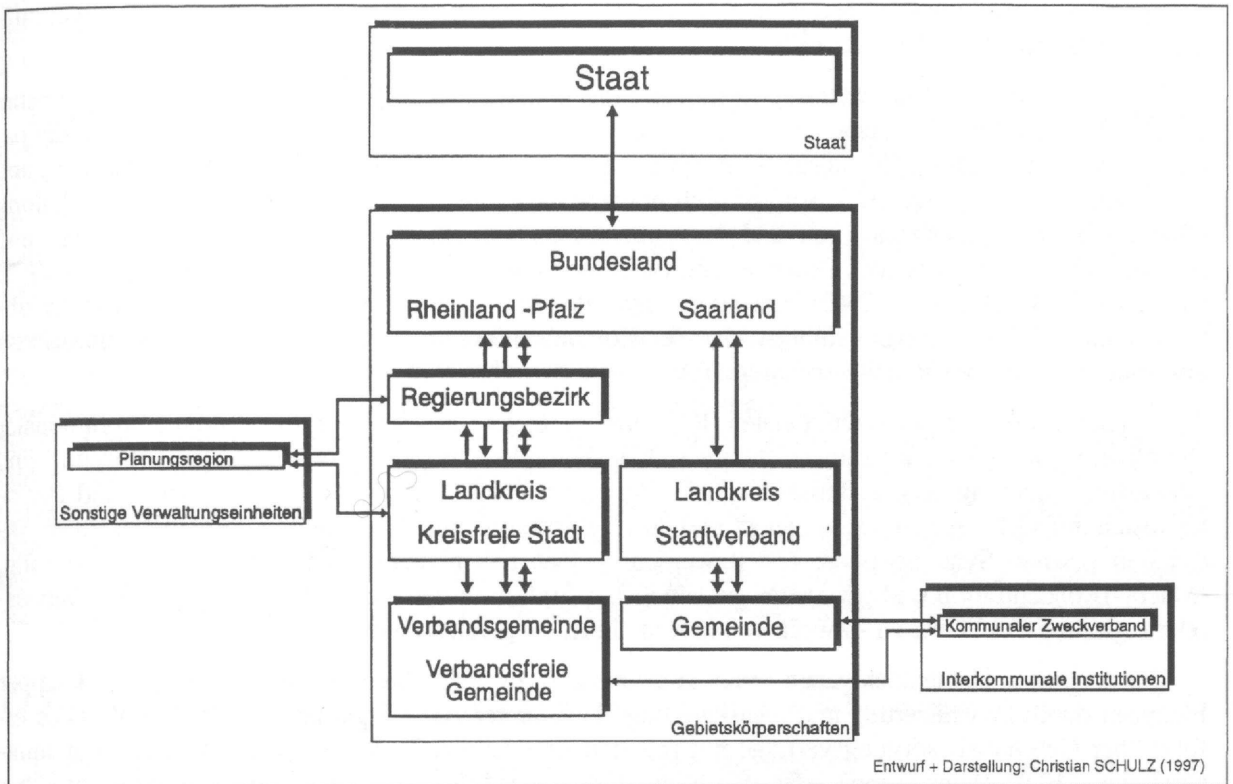 Staat
Staat
Bundesland
Rheinland -Pfalz
Saarland
Regierungsbezirk
Planungsregion
Sonstige Verwaltungseinheiten
Landkreis
Kreisfreie Stadt
Landkreis
Stadtverband
Verbandsgemeinde
Verbandsfreie
Gemeinde
Gemeinde
Kommunaler Zweckverband
Interkommunale Institutionen
Gebietskörperschaften
Entwurf + Darstellung: Christian SCHULZ (1997)